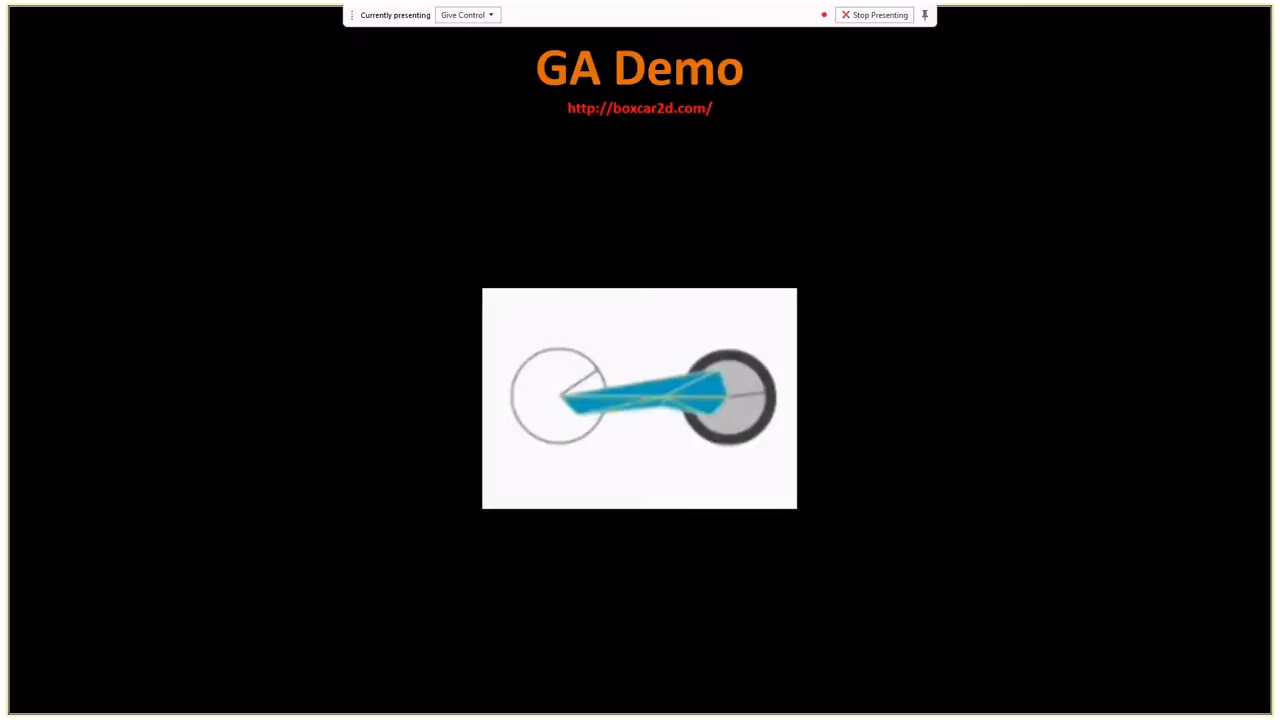 Currently presenting
Give Control
Stop Presenting
GA Demo
http://boxcar2d.com/